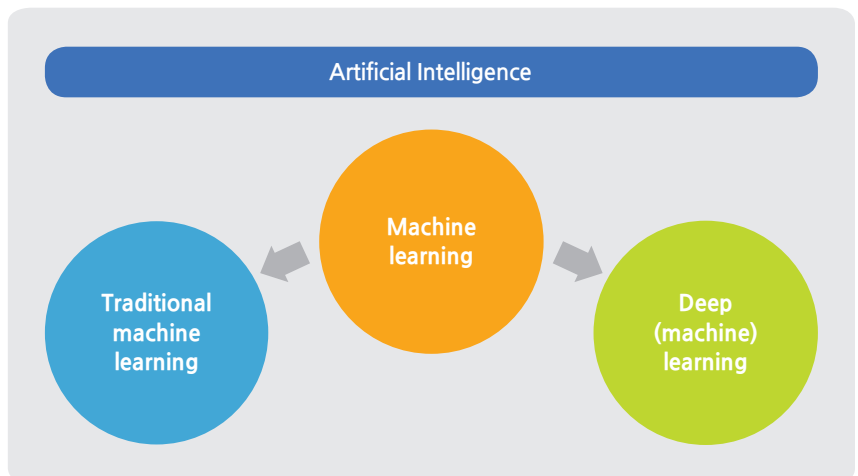 Artificial Intelligence
Machine
learning
Traditional
machine
learning
Deep
(machine)
learning